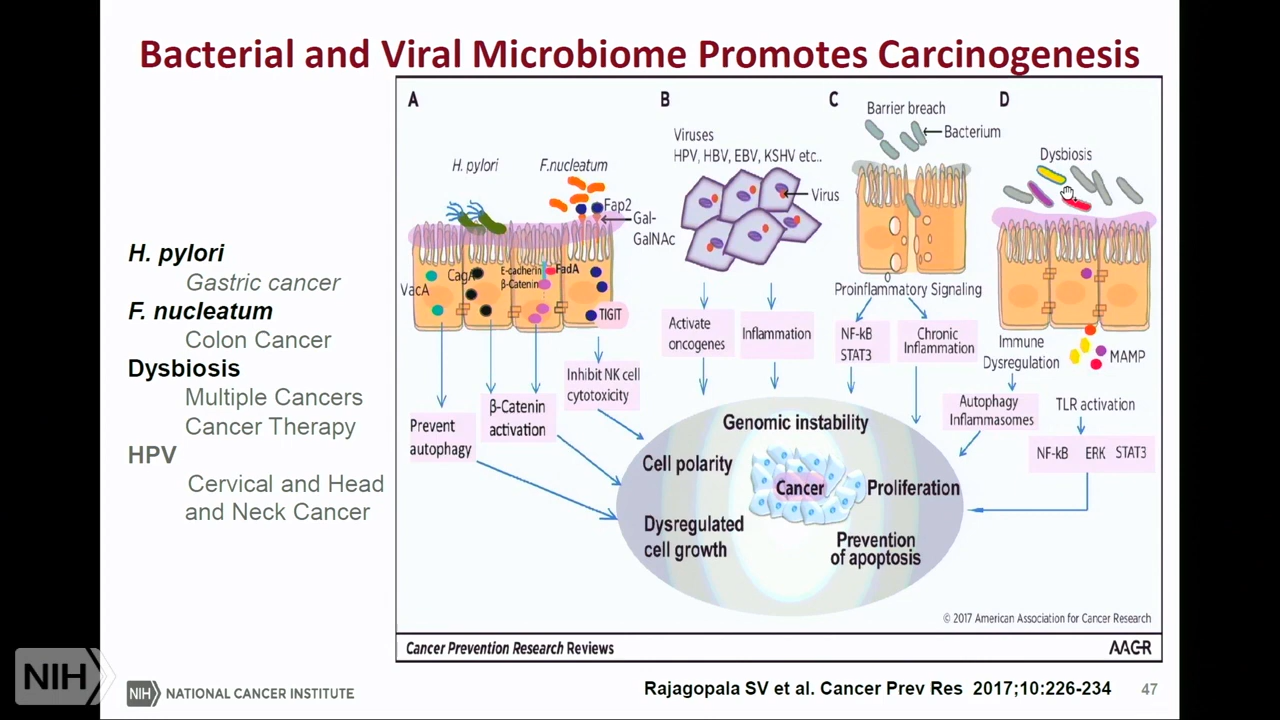 Bacterial and Viral Microbiome Promotes Carcinogenesis
H. pylori
Gastric cancer
F. nucleatum
Colon Cancer
Dysbiosis
Multiple Cancers
Cancer Therapy
HPV
Cervical and Head
and Neck Cancer
A
H. pylori
F.nucleatum
Fap2
Gal-
GalNAc
VacA
CagA
E-cadherin
β-Catenin
FadA
TIGIT
Inhibit NK cell
cytotoxicity
β-Catenin
activation
Prevent
autophagy
B
Viruses
HPV, HBV, EBV, KSHV etc..
Virus
Activate
oncogenes
Inflammation
C
Barrier breach
Bacterium
Proinflammatory Signaling
NF-kB
STAT3
Chronic
Inflammation
D
Dysbiosis
Immune
Dysregulation
MAMP
Autophagy
Inflammasomes
TLR activation
NF-kB ERK STAT3
Genomic instability
Cell polarity
Cancer
Proliferation
Dysregulated
cell growth
Prevention
of apoptosis
© 2017 American Association for Cancer Research
Cancer Prevention Research Reviews
AACR
NIH
NIH NATIONAL CANCER INSTITUTE
Rajagopala SV et al. Cancer Prev Res 2017;10:226-234
47